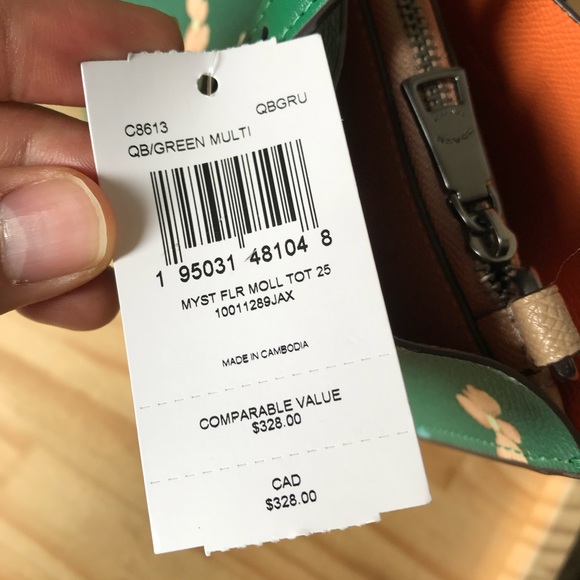 C8613 QBGRU
QB/GREEN MULTI
1 95031 48104 8
MYST FLR MOLL TOT 25
10011289JAX
MADE IN CAMBODIA
COMPARABLE VALUE
$328.00
CAD
$328.00